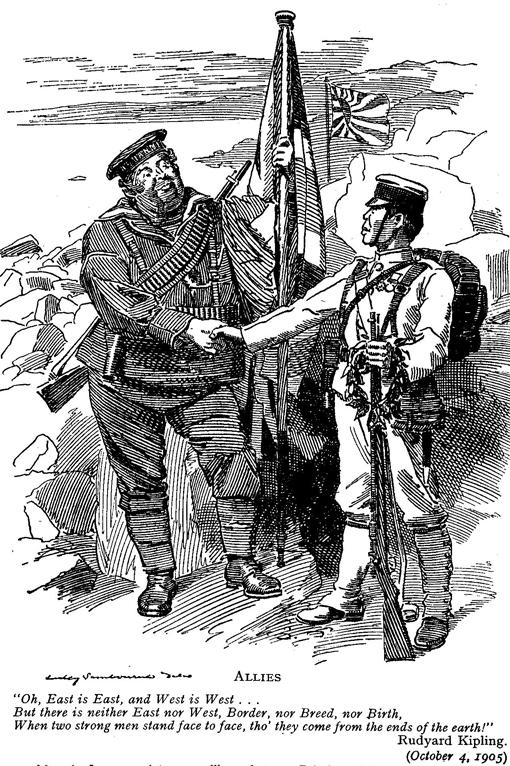 ALLIES
"Oh, East is East, and West is West . . .
But there is neither East nor West, Border, nor Breed, nor Birth,
When two strong men stand face to face, tho' they come from the ends of the earth!"
Rudyard Kipling.
(October 4, 1905)